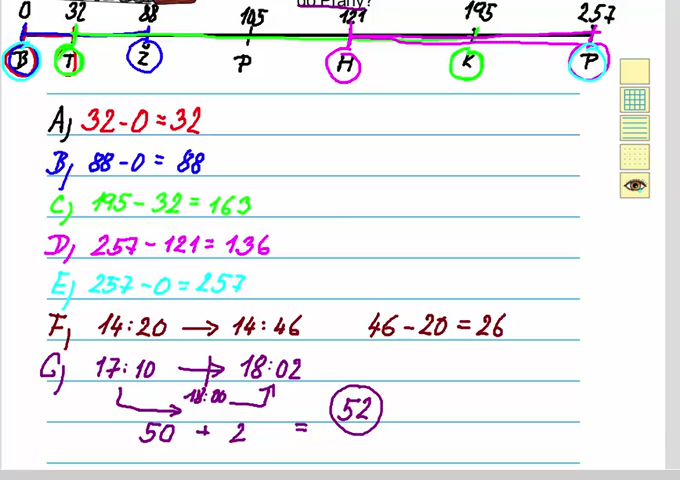 do Prahy?
0 32 88 105 121 195 257
B T Ž P H K P
A) 32 - 0 = 32
B) 88 - 0 = 88
C) 195 - 32 = 163
D) 257 - 121 = 136
E) 257 - 0 = 257
F) 14:20 → 14:46 46 - 20 = 26
G) 17:10 → 18:02
18:00
50 + 2 = 52